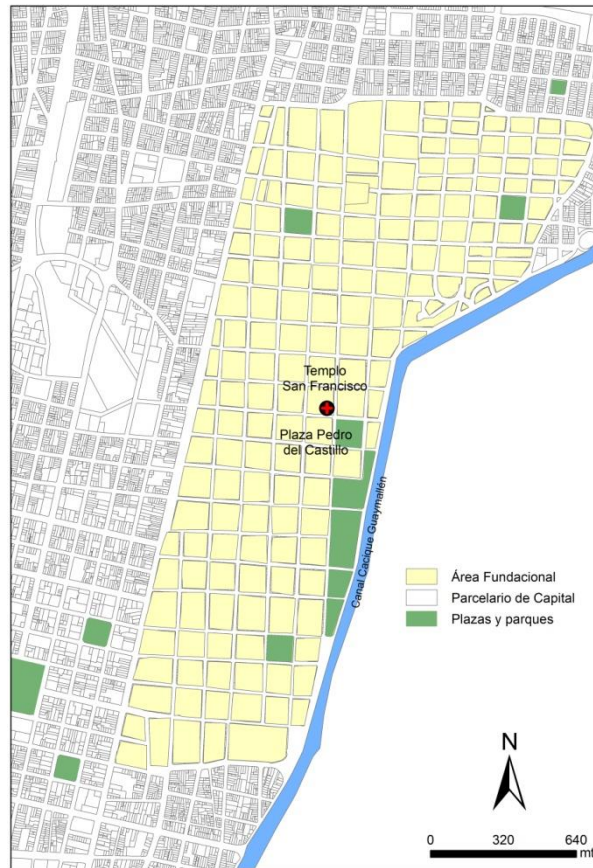 Templo
San Francisco
Plaza Pedro
del Castillo
Canal Cacique Guaymallén
Área Fundacional
Parcelario de Capital
Plazas y parques
N
0 320 640
mt